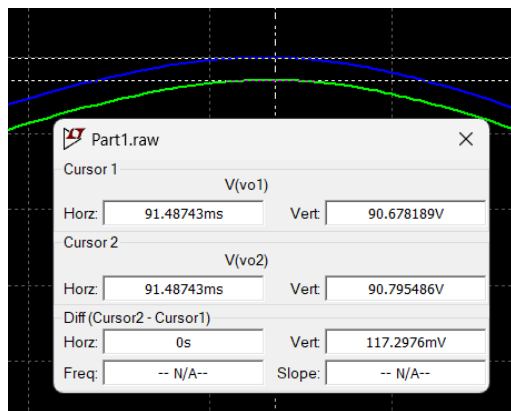 Part1.raw
Cursor 1
V(vo1)
Horz: 91.48743ms Vert: 90.678189V
Cursor 2
V(vo2)
Horz: 91.48743ms Vert: 90.795486V
Diff (Cursor2 - Cursor1)
Horz: 0s Vert: 117.2976mV
Freq: -- N/A-- Slope: -- N/A--